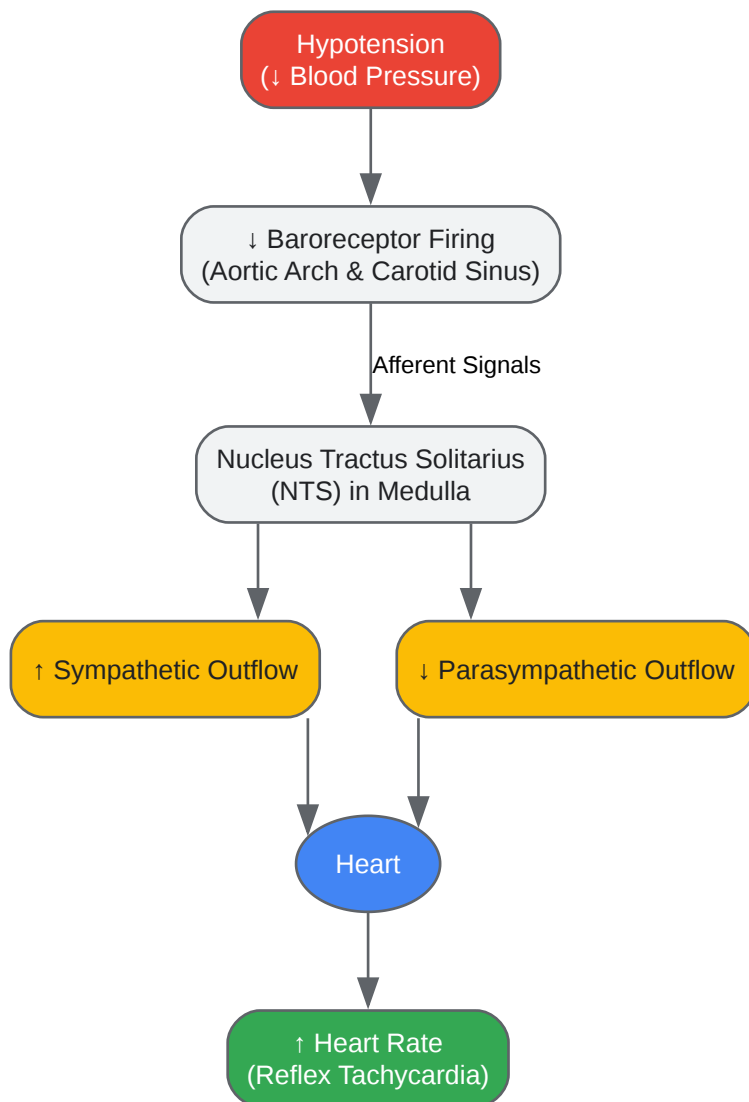 Hypotension
(↓ Blood Pressure)
↓ Baroreceptor Firing
(Aortic Arch & Carotid Sinus)
Afferent Signals
Nucleus Tractus Solitarius
(NTS) in Medulla
↑ Sympathetic Outflow
↓ Parasympathetic Outflow
Heart
↑ Heart Rate
(Reflex Tachycardia)